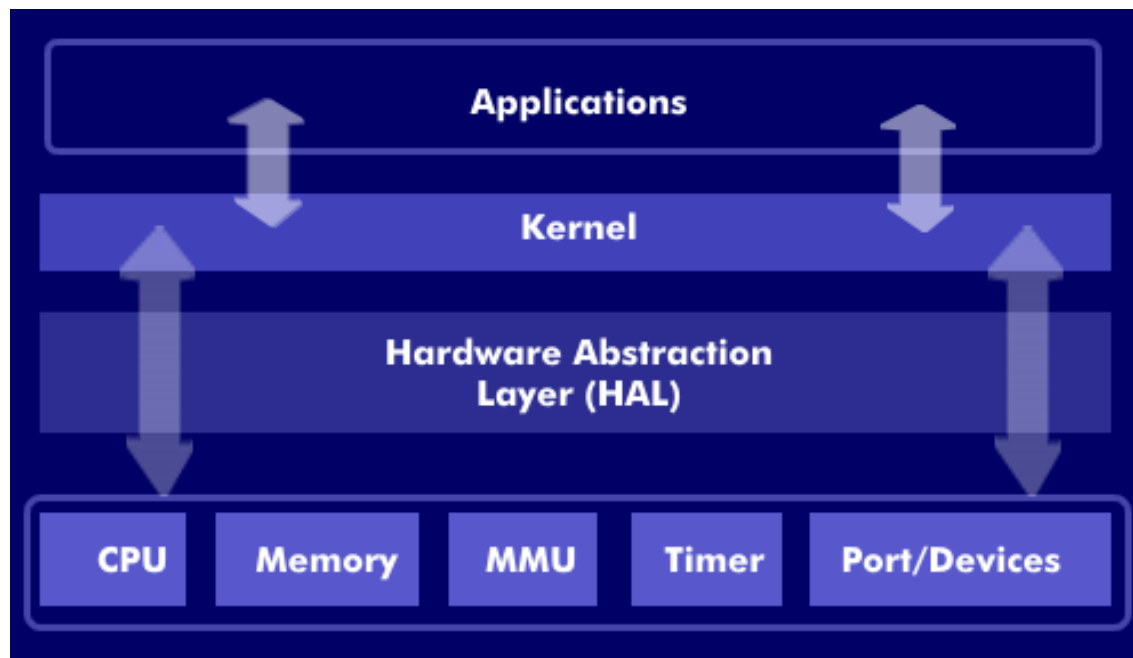 Applications
Kernel
Hardware Abstraction
Layer (HAL)
CPU
Memory
MMU
Timer
Port/Devices